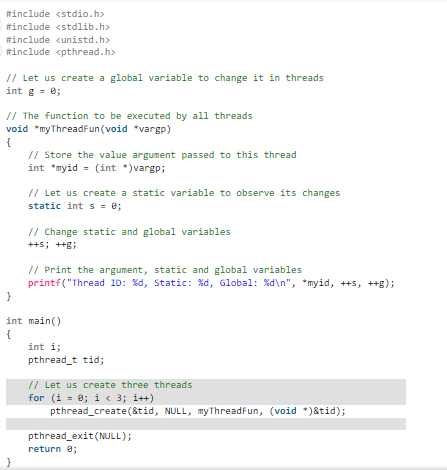 #include <stdio.h>
#include <stdlib.h>
#include <unistd.h>
#include <pthread.h>

// Let us create a global variable to change it in threads
int g = 0;

// The function to be executed by all threads
void *myThreadFun(void *vargp)
{
    // Store the value argument passed to this thread
    int *myid = (int *)vargp;

    // Let us create a static variable to observe its changes
    static int s = 0;

    // Change static and global variables
    ++s; ++g;

    // Print the argument, static and global variables
    printf("Thread ID: %d, Static: %d, Global: %d\n", *myid, ++s, ++g);
}

int main()
{
    int i;
    pthread_t tid;

    // Let us create three threads
    for (i = 0; i < 3; i++)
        pthread_create(&tid, NULL, myThreadFun, (void *)&tid);

    pthread_exit(NULL);
    return 0;
}